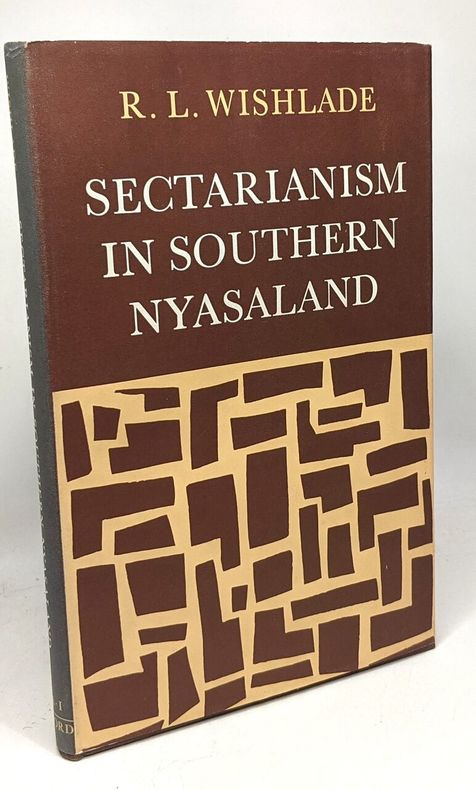 R. L. WISHLADE
SECTARIANISM
IN SOUTHERN
NYASALAND